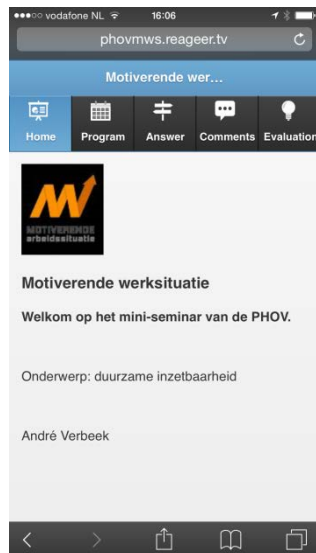 vodafone NL 16:06
phovmws.reageer.tv
Motiverende wer...
Home Program Answer Comments Evaluation
MOTIVERENDE
arbeidssituatie
Motiverende werksituatie
Welkom op het mini-seminar van de PHOV.
Onderwerp: duurzame inzetbaarheid
André Verbeek